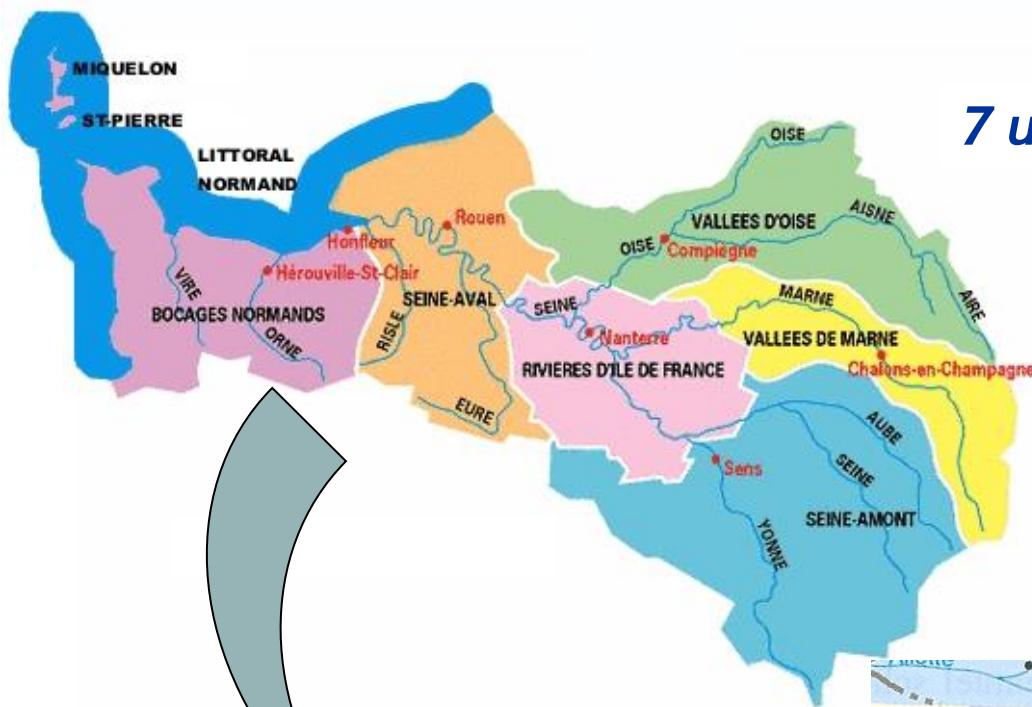 MIQUELON
ST-PIERRE
LITTORAL
NORMAND
7 u
OISE
VALLEES D'OISE
AISNE
Rouen
Honfleur
OISE
Compiègne
Hérouville-St-Clair
VIRE
SEINE-AVAL
SEINE
MARNE
AIRE
BOCAGES NORMANDS
ORNE
RISLE
Nanterre
VALLEES DE MARNE
RIVIERES D'ILE DE FRANCE
Chalons-en-Champagne
EURE
AUBE
Sens
SEINE
SEINE-AMONT
YONNE